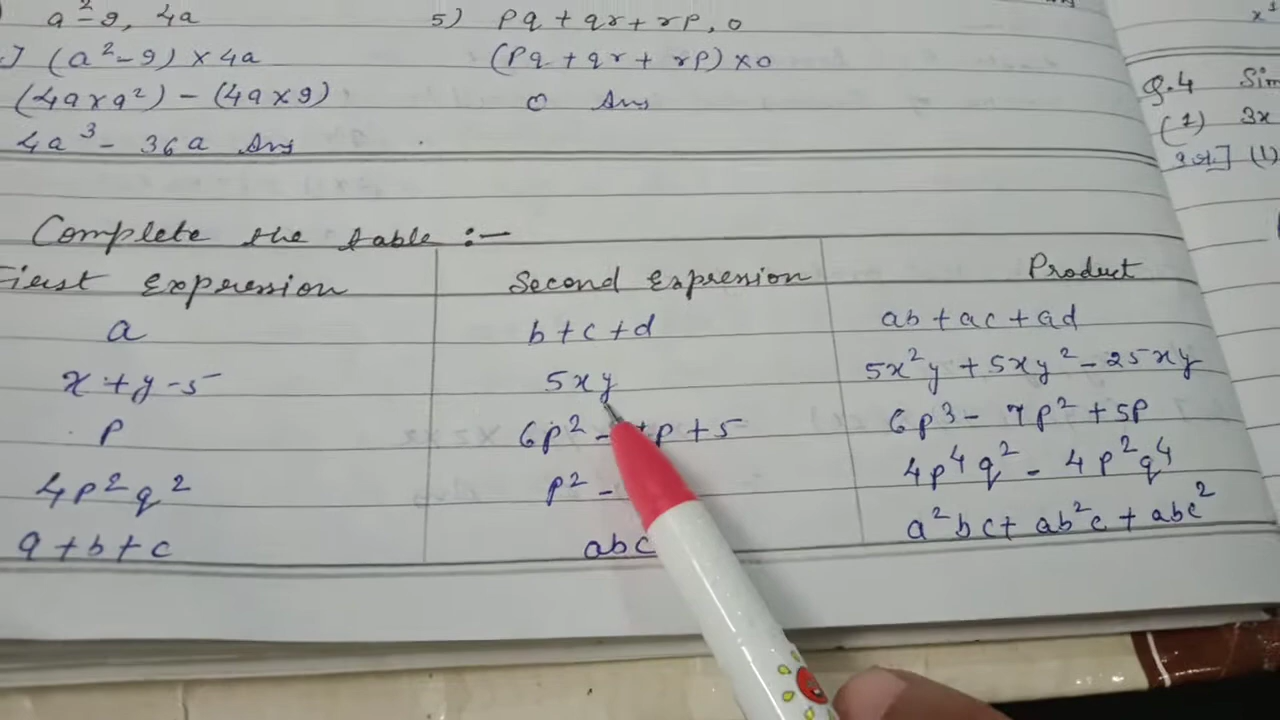 a²-9, 4a
5) pq + qr + rp, 0
(a²-9) × 4a
(pq + qr + rp) × 0
(4a × a²) - (4a × 9)
0 Ans
4a³ - 36a Ans
Q.4 Sim
(1) 3x
(1)
Complete the table :-
First Expression Second Expression Product
a b+c+d ab+ac+ad
x+y-5 5xy 5x²y + 5xy² - 25xy
p 6p² - p + 5 6p³ - 7p² + 5p
4p²q² p² - 4p⁴q² - 4p²q⁴
a+b+c abc a²bc + ab²c + abc²